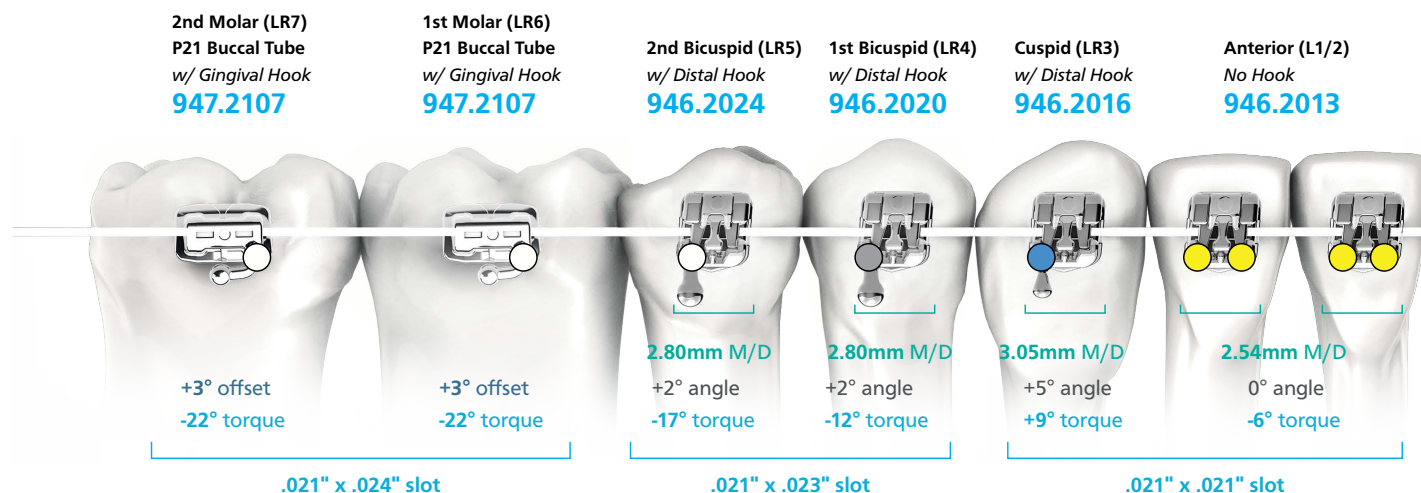 2nd Molar (LR7)
P21 Buccal Tube
w/ Gingival Hook
947.2107
1st Molar (LR6)
P21 Buccal Tube
w/ Gingival Hook
947.2107
2nd Bicuspid (LR5)
w/ Distal Hook
946.2024
1st Bicuspid (LR4)
w/ Distal Hook
946.2020
Cuspid (LR3)
w/ Distal Hook
946.2016
Anterior (L1/2)
No Hook
946.2013
2.80mm M/D
2.80mm M/D
3.05mm M/D
2.54mm M/D
+3° offset
+3° offset
+2° angle
+2° angle
+5° angle
0° angle
-22° torque
-22° torque
-17° torque
-12° torque
+9° torque
-6° torque
.021" x .024" slot
.021" x .023" slot
.021" x .021" slot